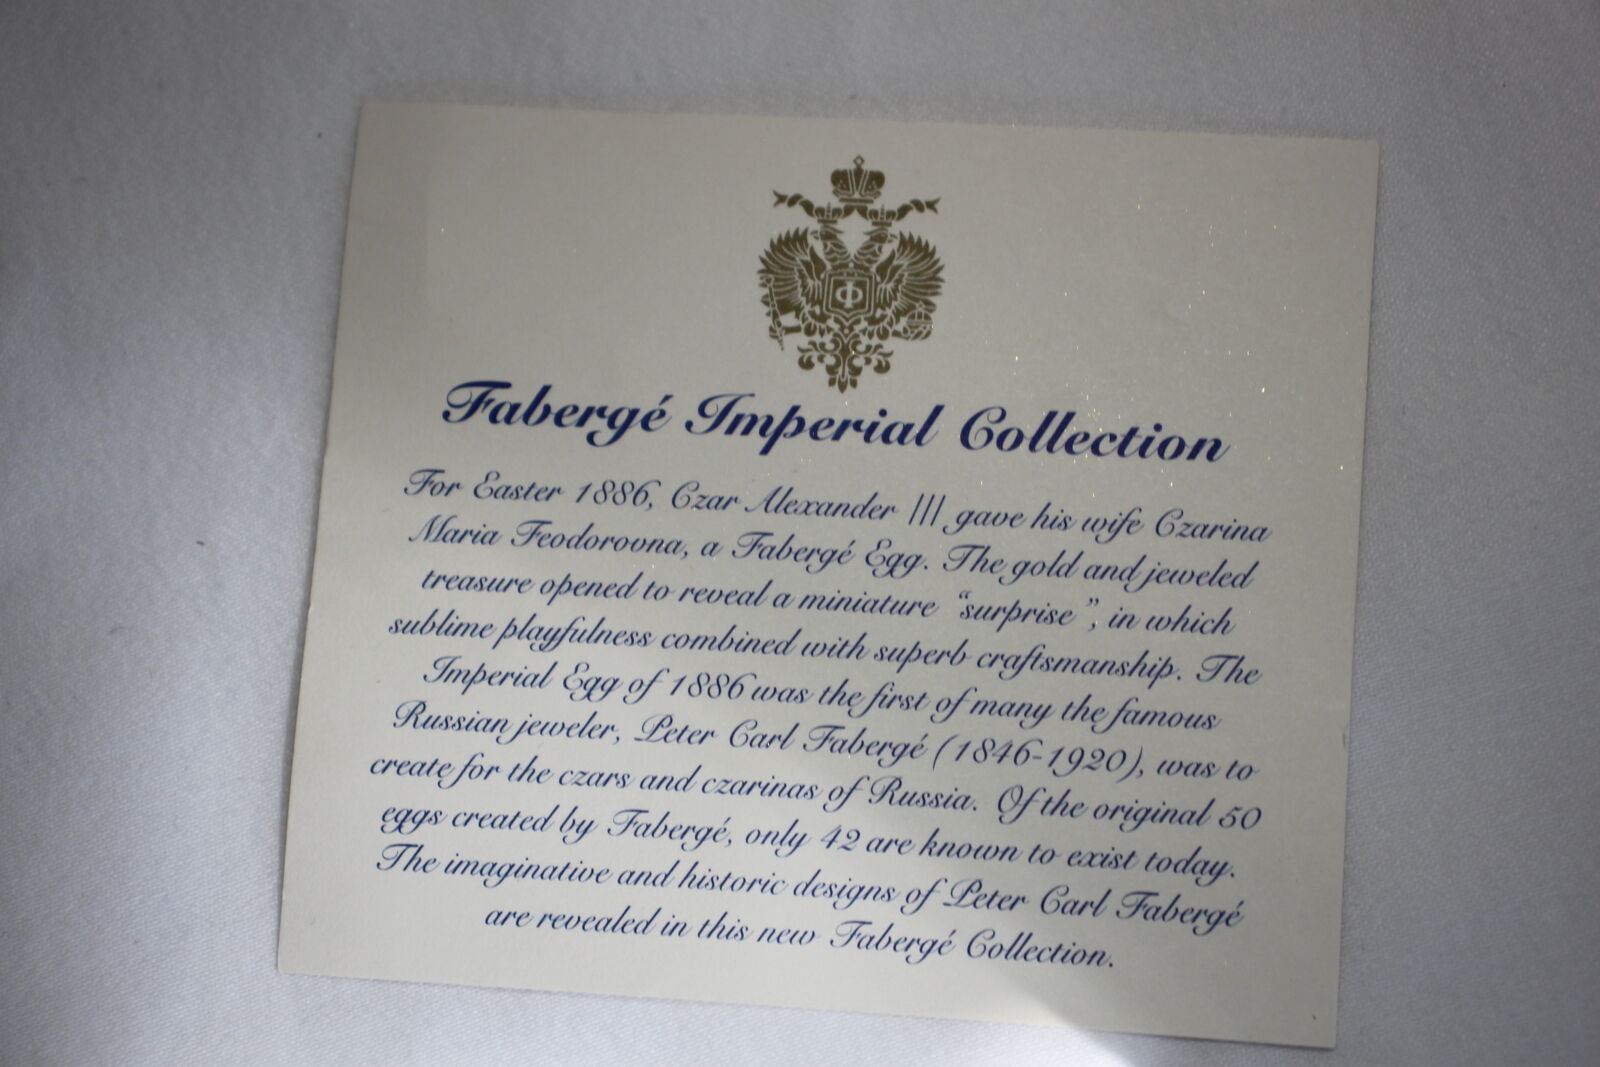 Ф
Fabergé Imperial Collection
For Easter 1886, Czar Alexander III gave his wife Czarina
Maria Feodorovna, a Fabergé Egg. The gold and jeweled
treasure opened to reveal a miniature “surprise”, in which
sublime playfulness combined with superb craftsmanship. The
Imperial Egg of 1886 was the first of many the famous
Russian jeweler, Peter Carl Fabergé (1846-1920), was to
create for the czars and czarinas of Russia. Of the original 50
eggs created by Fabergé, only 42 are known to exist today.
The imaginative and historic designs of Peter Carl Fabergé
are revealed in this new Fabergé Collection.